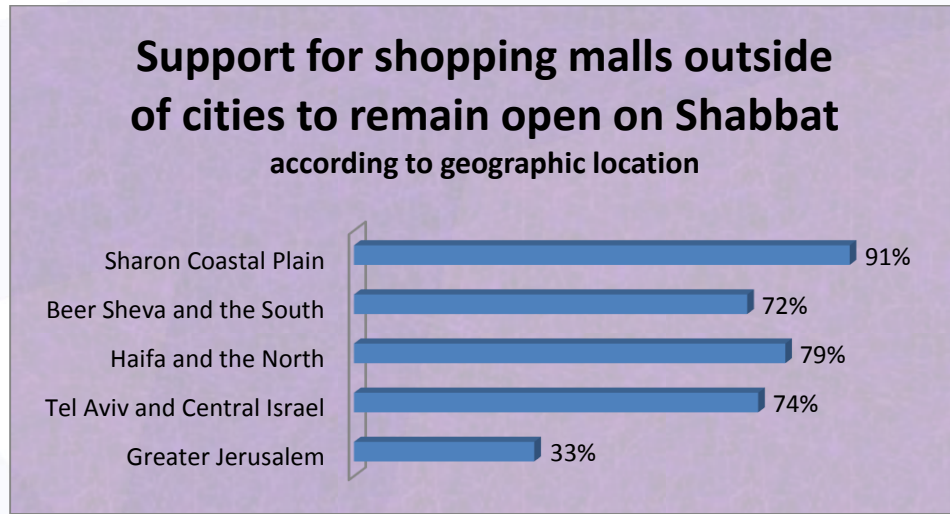 Support for shopping malls outside
of cities to remain open on Shabbat
according to geographic location
Sharon Coastal Plain 91%
Beer Sheva and the South 72%
Haifa and the North 79%
Tel Aviv and Central Israel 74%
Greater Jerusalem 33%